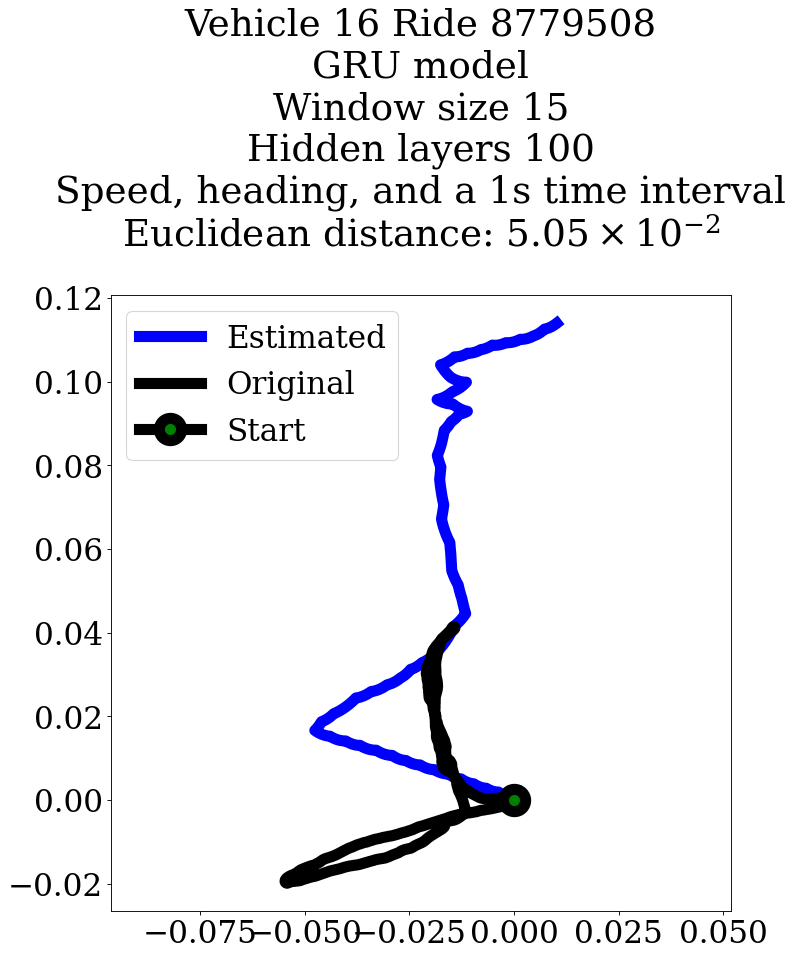 Vehicle 16 Ride 8779508
GRU model
Window size 15
Hidden layers 100
Speed, heading, and a 1s time interval
Euclidean distance: 5.05 × 10⁻²
0.12
0.10
0.08
0.06
0.04
0.02
0.00
−0.02
Estimated
Original
Start
−0.075 −0.050 −0.025 0.000 0.025 0.050